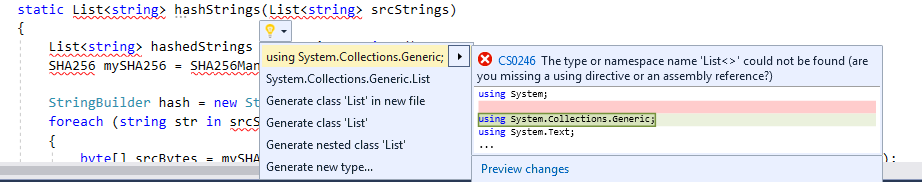 static List<string> hashStrings(List<string> srcStrings)
{
List<string> hashedStrings
SHA256 mySHA256 = SHA256Man
StringBuilder hash = new St
foreach (string str in srcS
{
byte[] srcBytes = mySHA
using System.Collections.Generic;
System.Collections.Generic.List
Generate class 'List' in new file
Generate class 'List'
Generate nested class 'List'
Generate new type...
CS0246 The type or namespace name 'List<>' could not be found (are
you missing a using directive or an assembly reference?)
using System;
using System.Collections.Generic;
using System.Text;
...
Preview changes
);